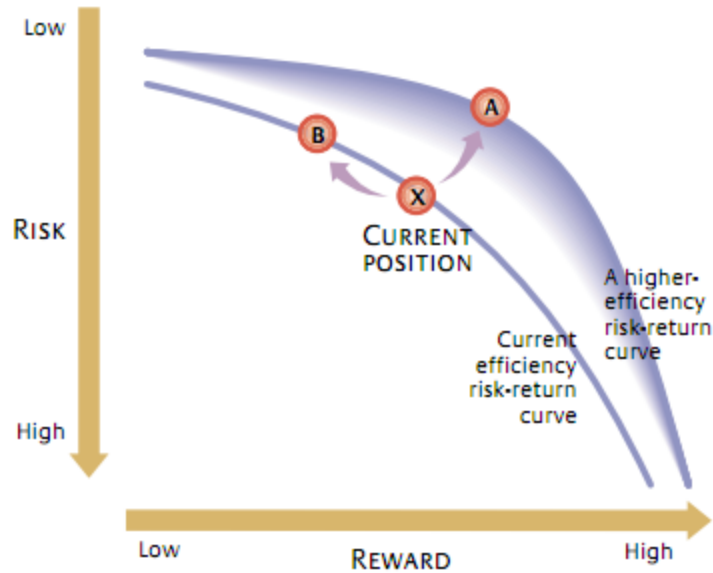 Low
A
B
X
RISK
CURRENT
POSITION
A higher-
efficiency
risk-return
curve
Current
efficiency
risk-return
curve
High
Low
REWARD
High